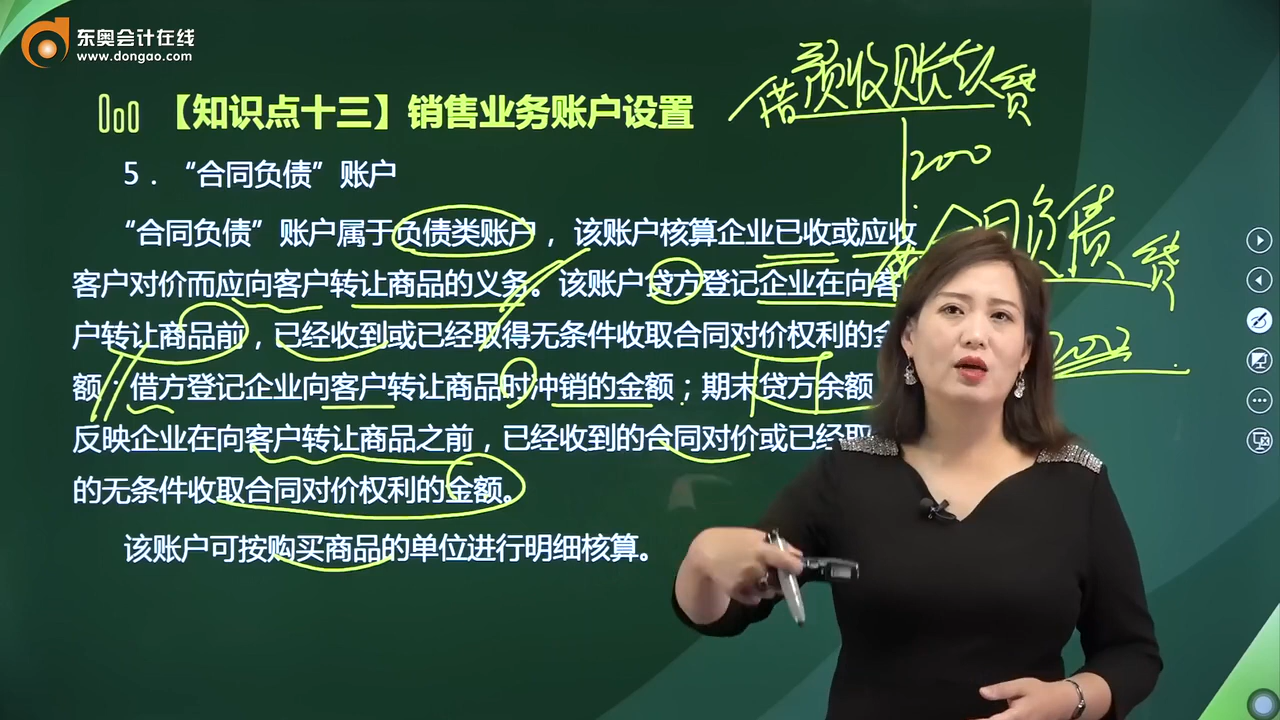 东奥会计在线
www.dongao.com
【知识点十三】销售业务账户设置
借 预收账款 贷
200
5．“合同负债”账户
合同负债 贷
“合同负债”账户属于负债类账户，该账户核算企业已收或应收
客户对价而应向客户转让商品的义务。该账户贷方登记企业在向客
户转让商品前，已经收到或已经取得无条件收取合同对价权利的金
额；借方登记企业向客户转让商品时冲销的金额；期末贷方余额
反映企业在向客户转让商品之前，已经收到的合同对价或已经取
的无条件收取合同对价权利的金额。
该账户可按购买商品的单位进行明细核算。